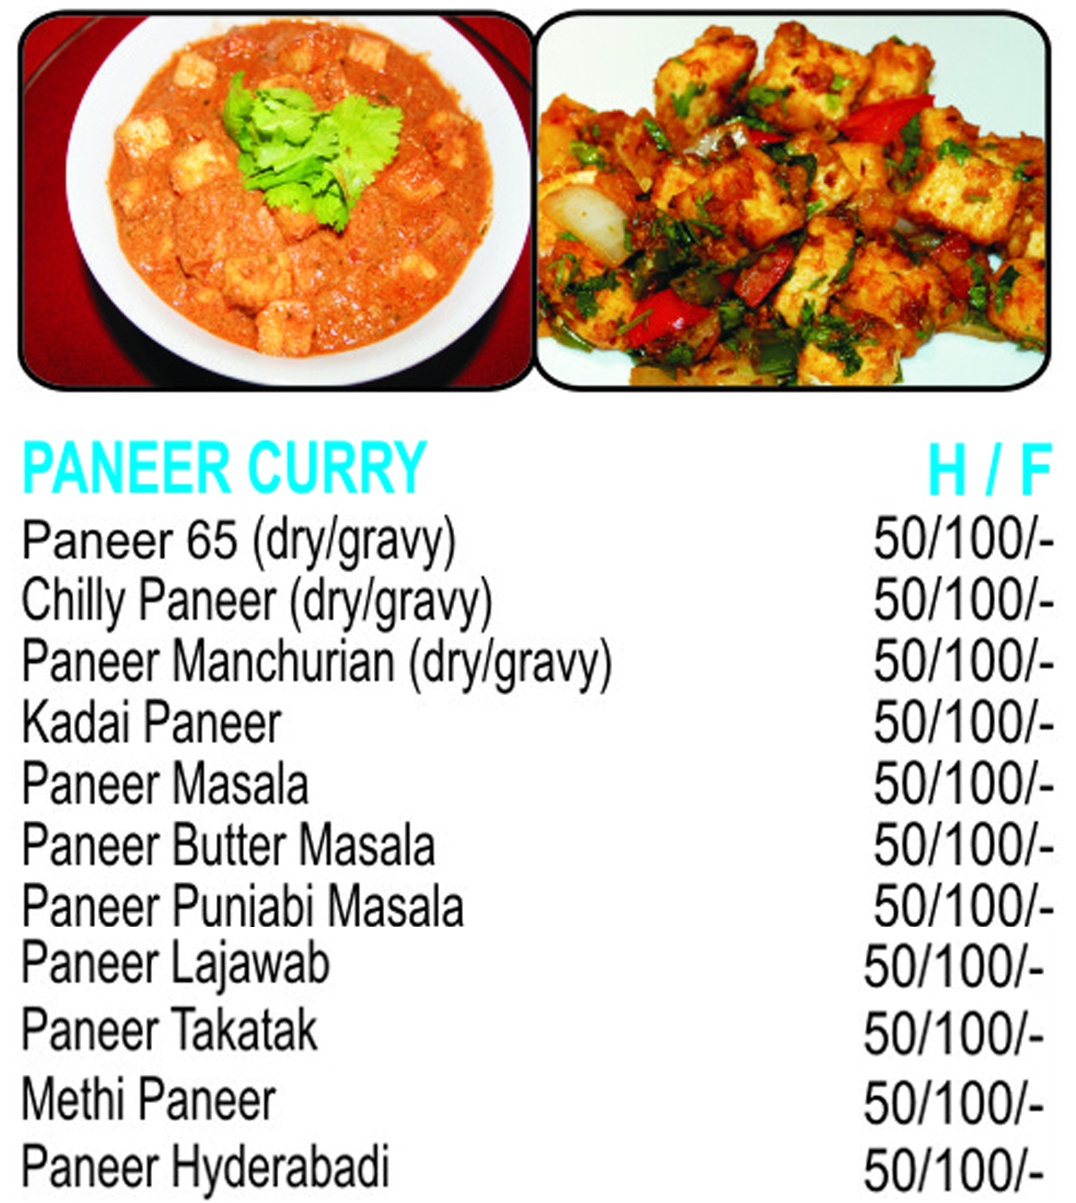 PANEER CURRY H / F
Paneer 65 (dry/gravy) 50/100/-
Chilly Paneer (dry/gravy) 50/100/-
Paneer Manchurian (dry/gravy) 50/100/-
Kadai Paneer 50/100/-
Paneer Masala 50/100/-
Paneer Butter Masala 50/100/-
Paneer Punjabi Masala 50/100/-
Paneer Lajawab 50/100/-
Paneer Takatak 50/100/-
Methi Paneer 50/100/-
Paneer Hyderabadi 50/100/-